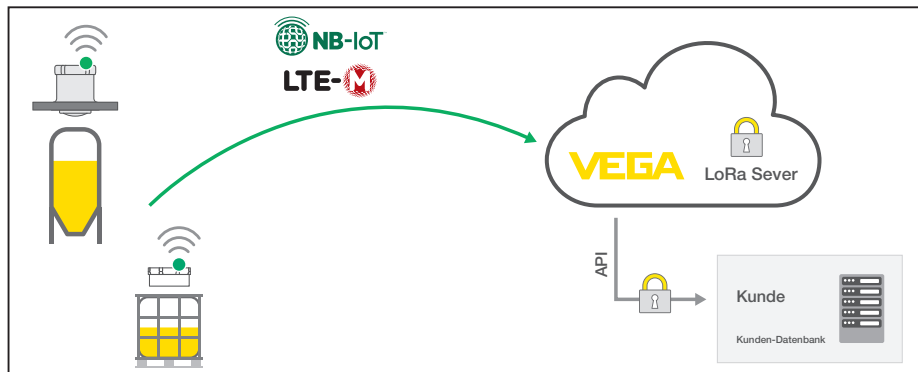 NB-IoT
LTE-M
VEGA
LoRa Sever
API
Kunde
Kunden-Datenbank